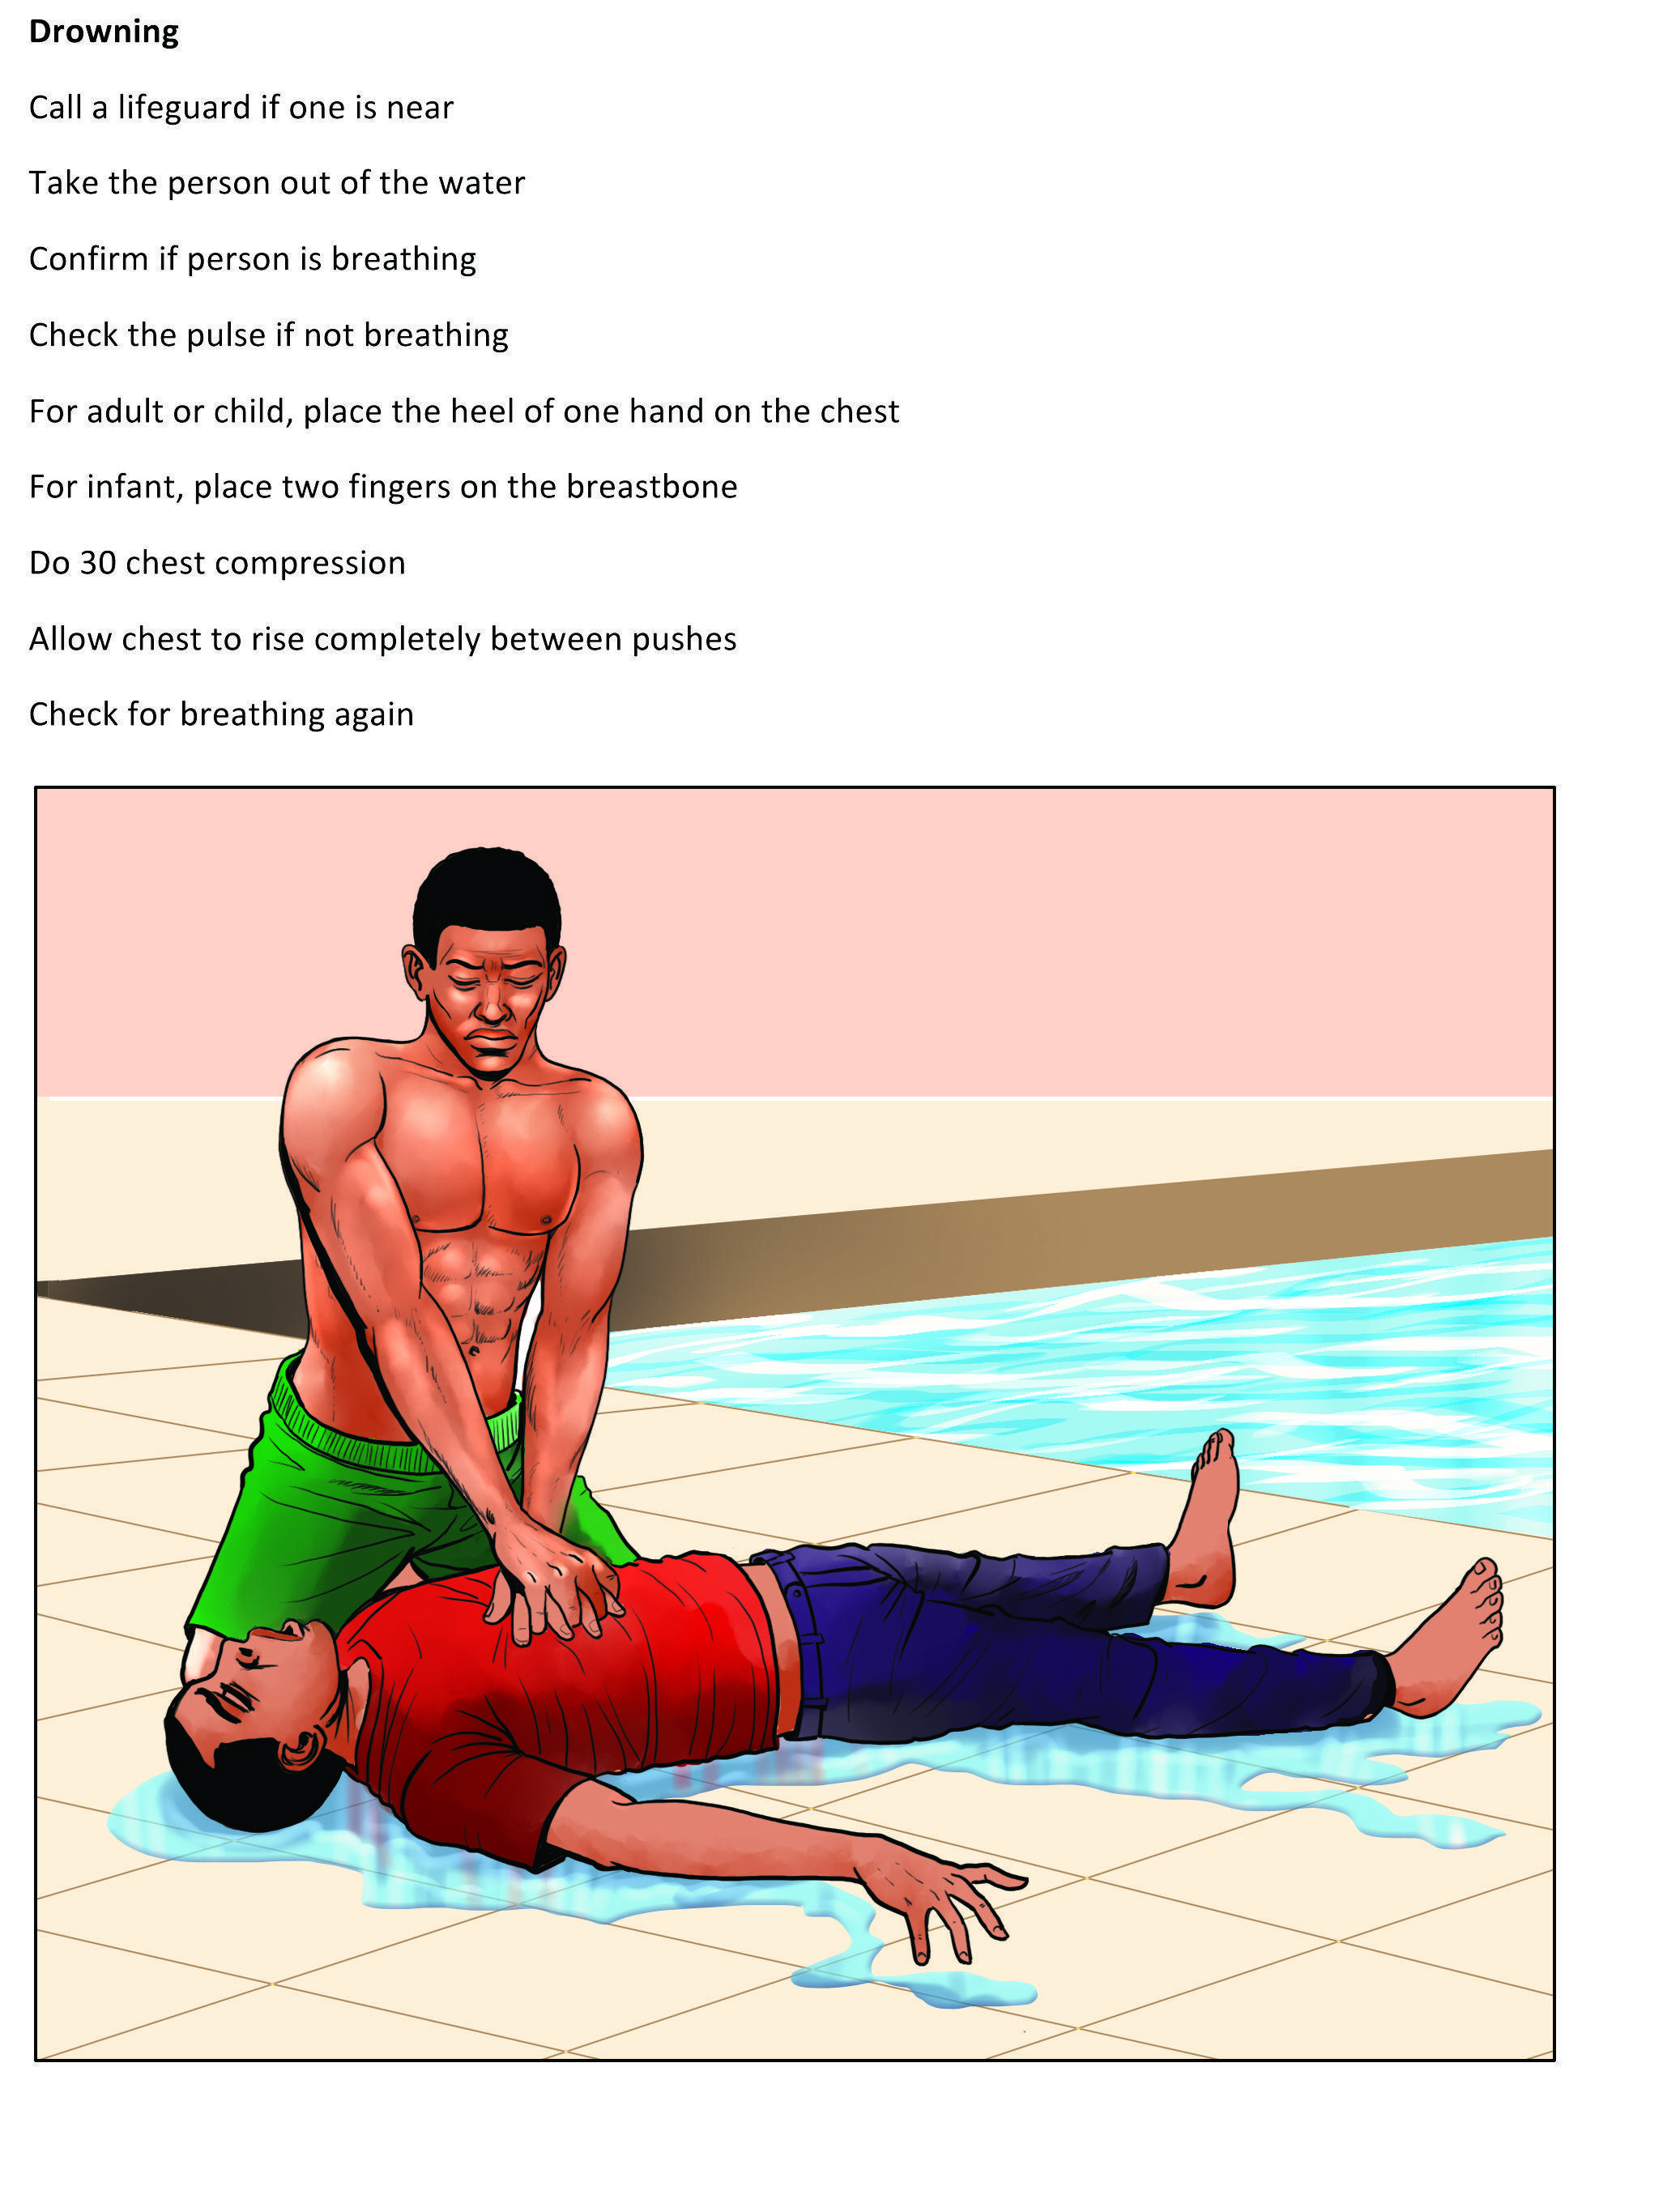 Drowning
Call a lifeguard if one is near
Take the person out of the water
Confirm if person is breathing
Check the pulse if not breathing
For adult or child, place the heel of one hand on the chest
For infant, place two fingers on the breastbone
Do 30 chest compression
Allow chest to rise completely between pushes
Check for breathing again